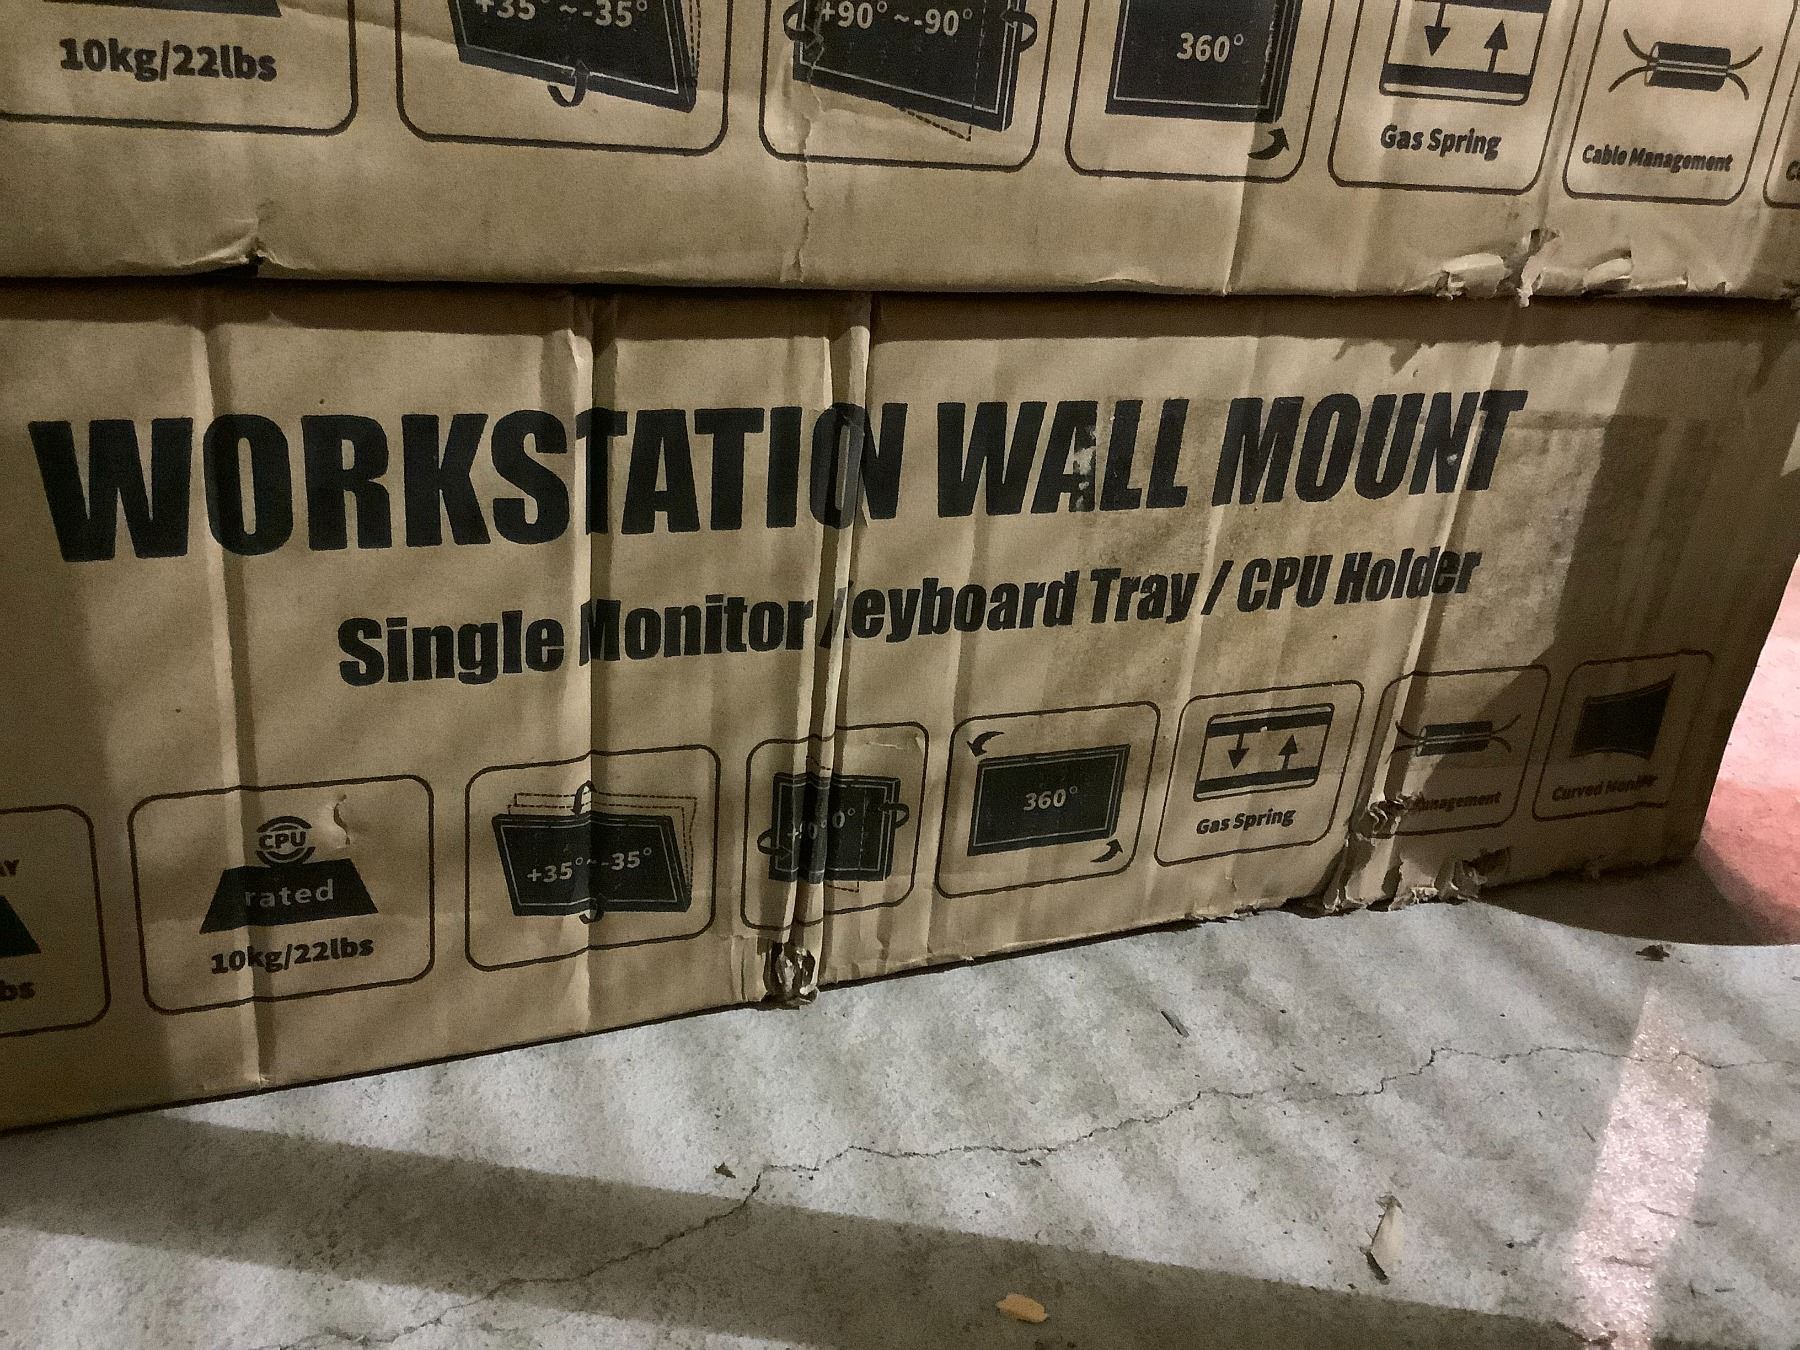 10kg/22lbs
+35°~-35°
+90°~-90°
360°
Gas Spring
Cable Management
WORKSTATION WALL MOUNT
Single Monitor / eyboard Tray / CPU Holder
CPU
rated
10kg/22lbs
+35°~-35°
360°
Gas Spring
Curved Monitor